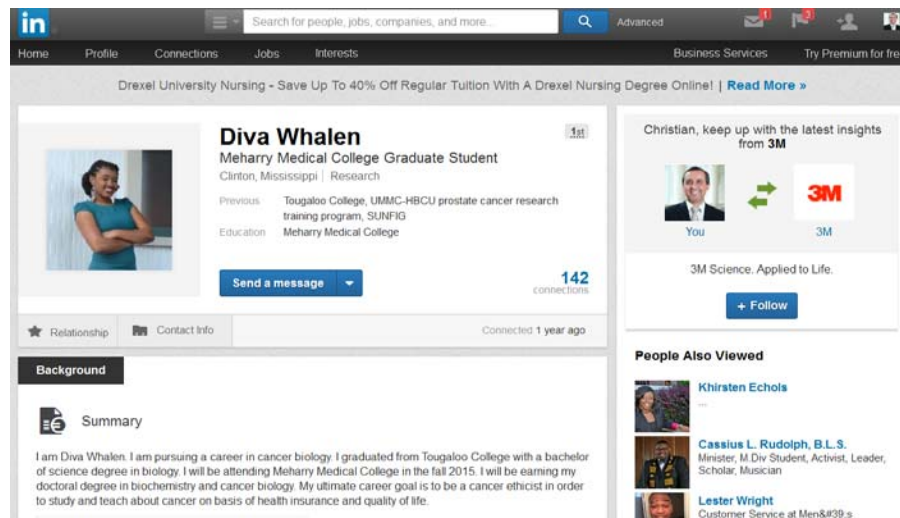 in
Search for people, jobs, companies, and more...
Advanced
1
3
Home Profile Connections Jobs Interests Business Services Try Premium for fre
Drexel University Nursing - Save Up To 40% Off Regular Tuition With A Drexel Nursing Degree Online! | Read More »
Diva Whalen
1st
Meharry Medical College Graduate Student
Clinton, Mississippi | Research
Previous Tougaloo College, UMMC-HBCU prostate cancer research
training program, SUNFIG
Education Meharry Medical College
Send a message
142
connections
Relationship Contact Info Connected 1 year ago
Background
Summary
I am Diva Whalen. I am pursuing a career in cancer biology. I graduated from Tougaloo College with a bachelor
of science degree in biology. I will be attending Meharry Medical College in the fall 2015. I will be earning my
doctoral degree in biochemistry and cancer biology. My ultimate career goal is to be a cancer ethicist in order
to study and teach about cancer on basis of health insurance and quality of life.
Christian, keep up with the latest insights
from 3M
3M
You 3M
3M Science. Applied to Life.
+ Follow
People Also Viewed
Khirsten Echols
...
Cassius L. Rudolph, B.L.S.
Minister, M.Div Student, Activist, Leader,
Scholar, Musician
Lester Wright
Customer Service at Men&#39;s